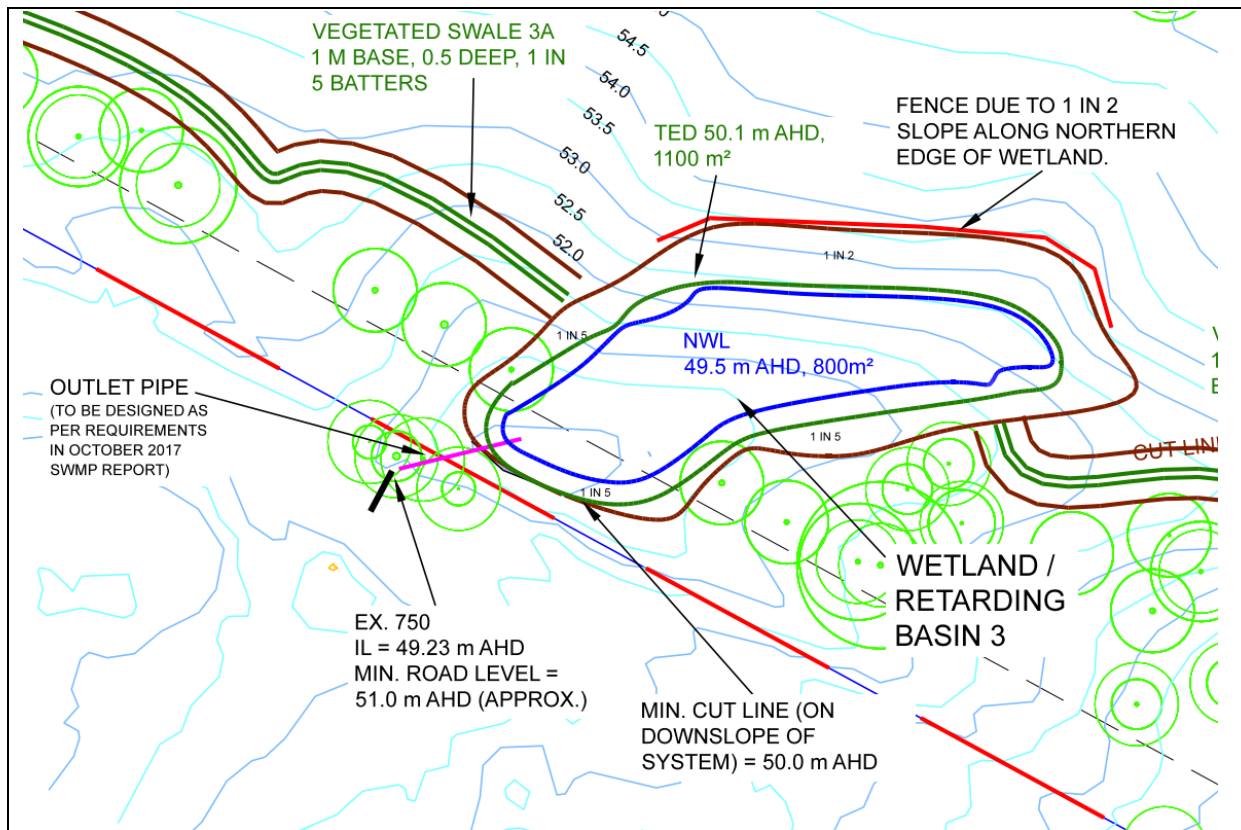 VEGETATED SWALE 3A
1 M BASE, 0.5 DEEP, 1 IN
5 BATTERS
54.5
54.0
53.5
53.0
52.5
52.0
TED 50.1 m AHD,
1100 m²
FENCE DUE TO 1 IN 2
SLOPE ALONG NORTHERN
EDGE OF WETLAND.
1 IN 2
1 IN 5
NWL
49.5 m AHD, 800m²
V
1
E
OUTLET PIPE
(TO BE DESIGNED AS
PER REQUIREMENTS
IN OCTOBER 2017
SWMP REPORT)
1 IN 5
CUT LIN
1 IN 5
WETLAND /
RETARDING
BASIN 3
EX. 750
IL = 49.23 m AHD
MIN. ROAD LEVEL =
51.0 m AHD (APPROX.)
MIN. CUT LINE (ON
DOWNSLOPE OF
SYSTEM) = 50.0 m AHD